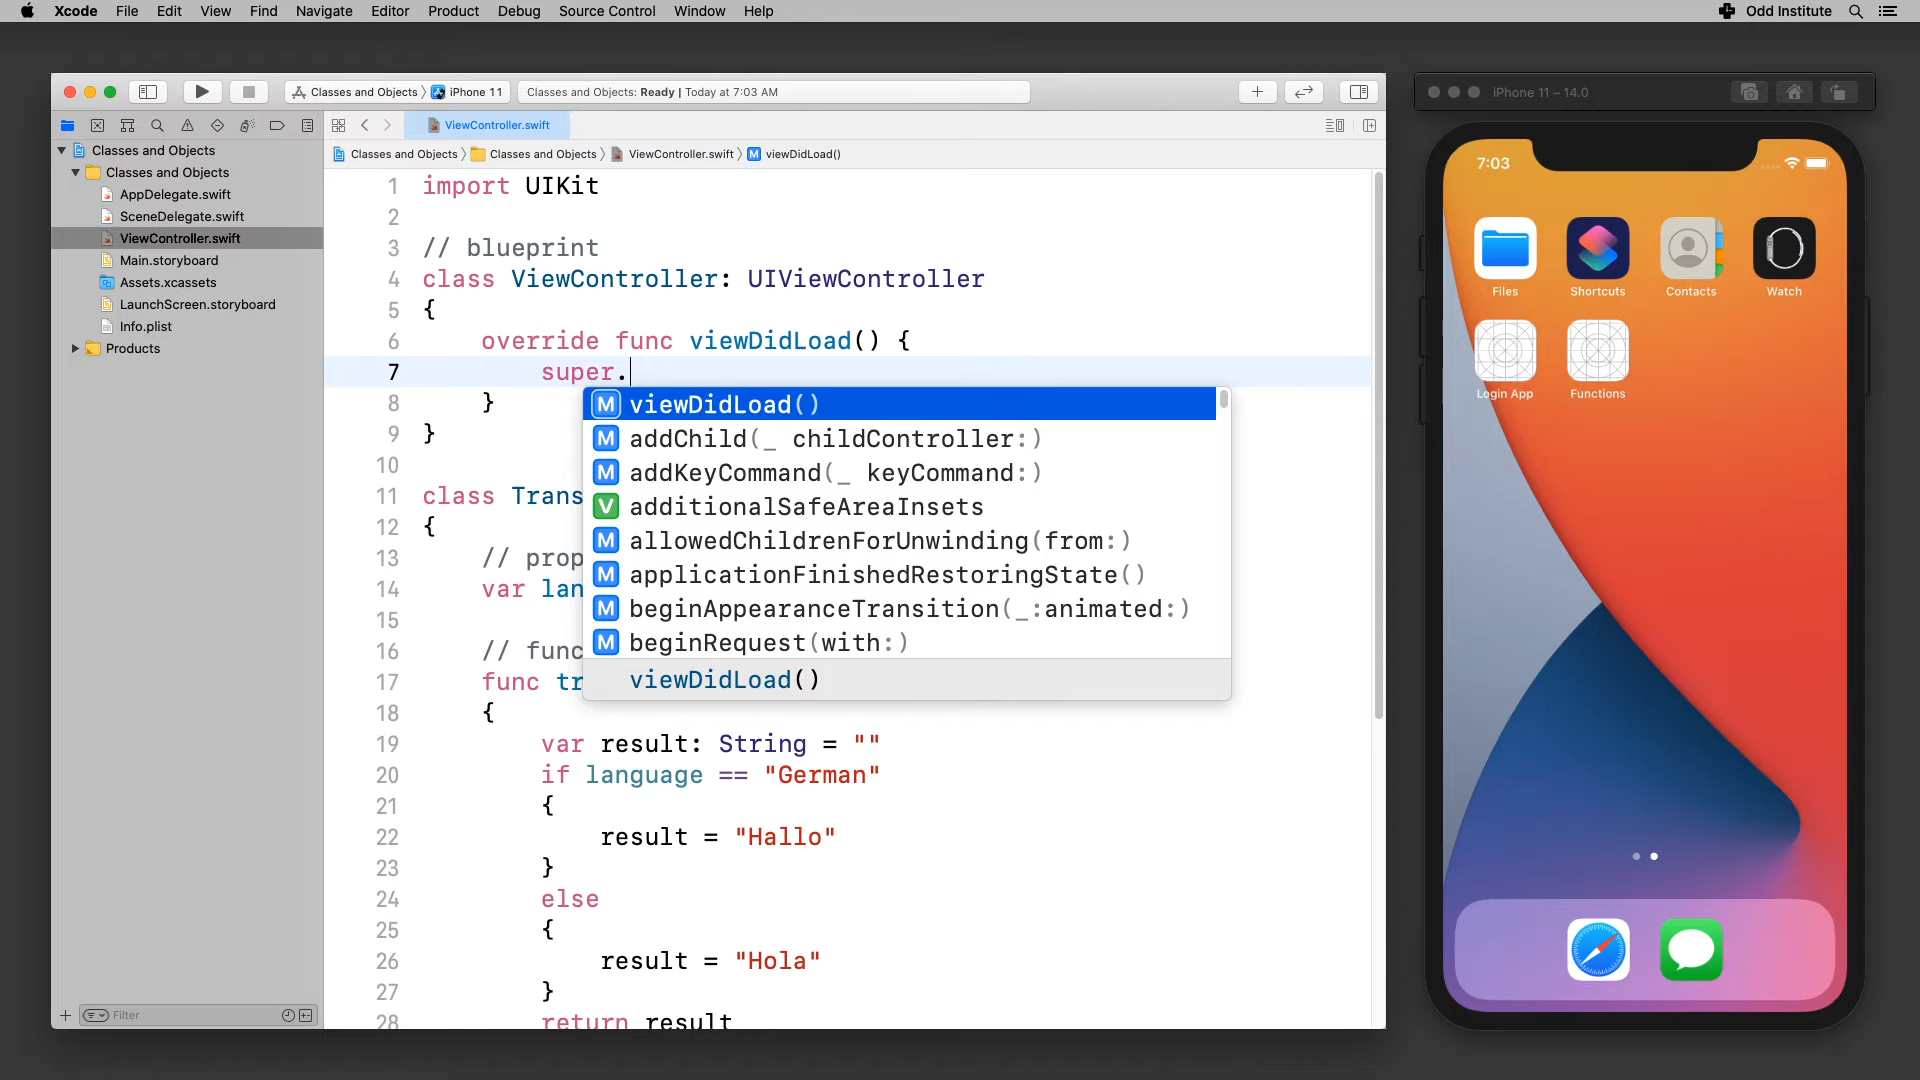 Xcode File Edit View Find Navigate Editor Product Debug Source Control Window Help Odd Institute
Classes and Objects iPhone 11 Classes and Objects: Ready | Today at 7:03 AM
iPhone 11 – 14.0
ViewController.swift
Classes and Objects Classes and Objects ViewController.swift M viewDidLoad()
Classes and Objects
Classes and Objects
AppDelegate.swift
SceneDelegate.swift
ViewController.swift
Main.storyboard
Assets.xcassets
LaunchScreen.storyboard
Info.plist
Products
Filter
1 import UIKit
2
3 // blueprint
4 class ViewController: UIViewController
5 {
6 override func viewDidLoad() {
7 super.
8 }
9 }
10
11 class Trans
12 {
13 // prop
14 var lan
15
16 // func
17 func tr
18 {
19 var result: String = ""
20 if language == "German"
21 {
22 result = "Hallo"
23 }
24 else
25 {
26 result = "Hola"
27 }
28 return result
M viewDidLoad()
M addChild(_ childController:)
M addKeyCommand(_ keyCommand:)
V additionalSafeAreaInsets
M allowedChildrenForUnwinding(from:)
M applicationFinishedRestoringState()
M beginAppearanceTransition(_:animated:)
M beginRequest(with:)
viewDidLoad()
7:03
Files Shortcuts Contacts Watch
Login App Functions